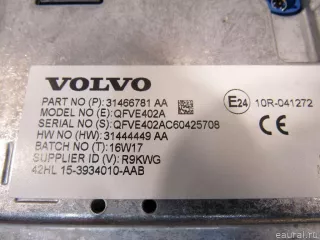 VOLVO
PART NO (P): 31466781 AA
MODEL NO (E): QFVE402A
SERIAL NO (S): QFVE402AC60425708
HW NO (HW): 31444449 AA
BATCH NO (T): 16W17
SUPPLIER ID (V): R9KWG
42HL 15-3934010-AAB
E24 10R-041272
CE
eaural.ru